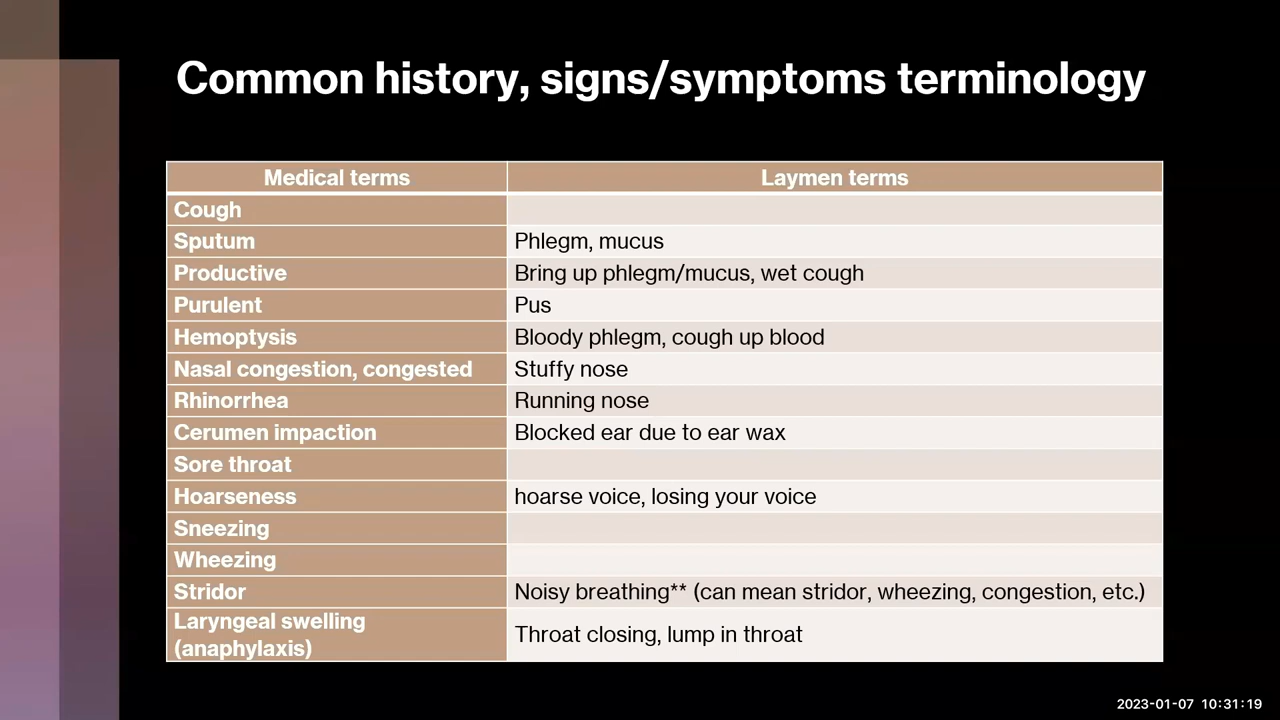 Common history, signs/symptoms terminology
Medical terms
Laymen terms
Cough
Sputum
Phlegm, mucus
Productive
Bring up phlegm/mucus, wet cough
Purulent
Pus
Hemoptysis
Bloody phlegm, cough up blood
Nasal congestion, congested
Stuffy nose
Rhinorrhea
Running nose
Cerumen impaction
Blocked ear due to ear wax
Sore throat
Hoarseness
hoarse voice, losing your voice
Sneezing
Wheezing
Stridor
Noisy breathing** (can mean stridor, wheezing, congestion, etc.)
Laryngeal swelling
(anaphylaxis)
Throat closing, lump in throat
2023-01-07 10:31:19